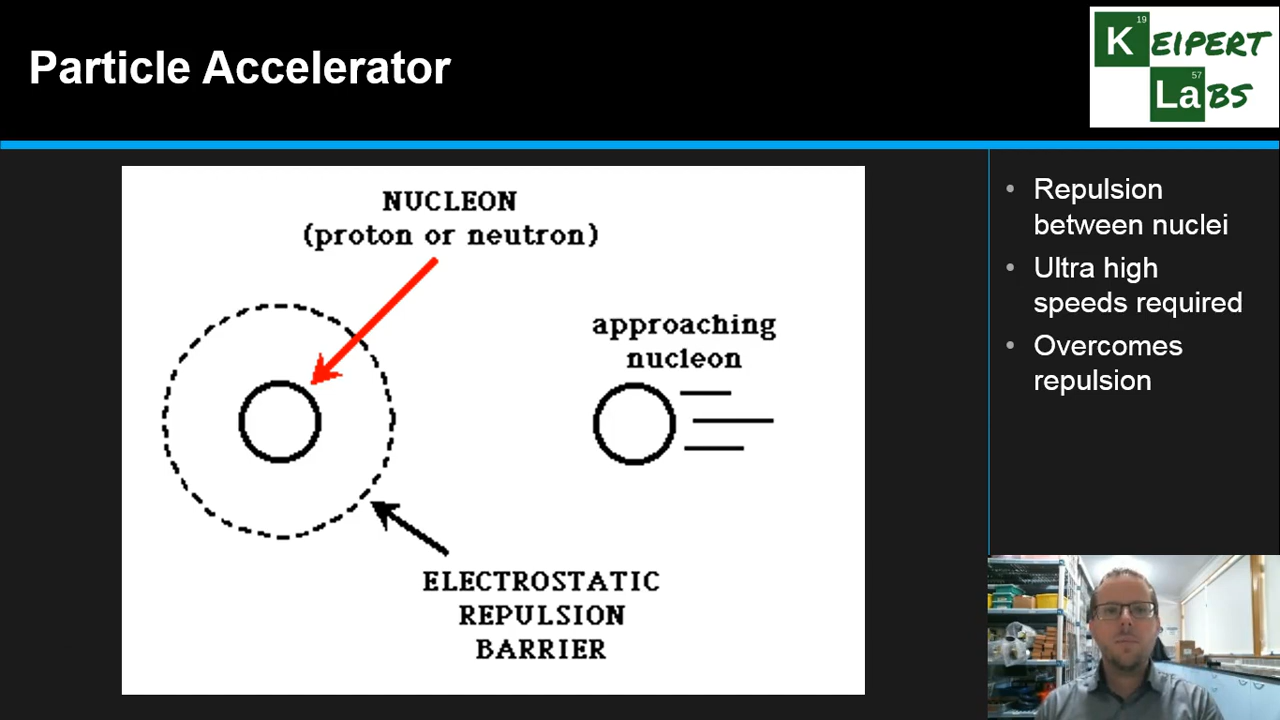 Particle Accelerator
19
KEIPERT
57
LaBS
NUCLEON
(proton or neutron)
approaching
nucleon
ELECTROSTATIC
REPULSION
BARRIER
• Repulsion
between nuclei
• Ultra high
speeds required
• Overcomes
repulsion